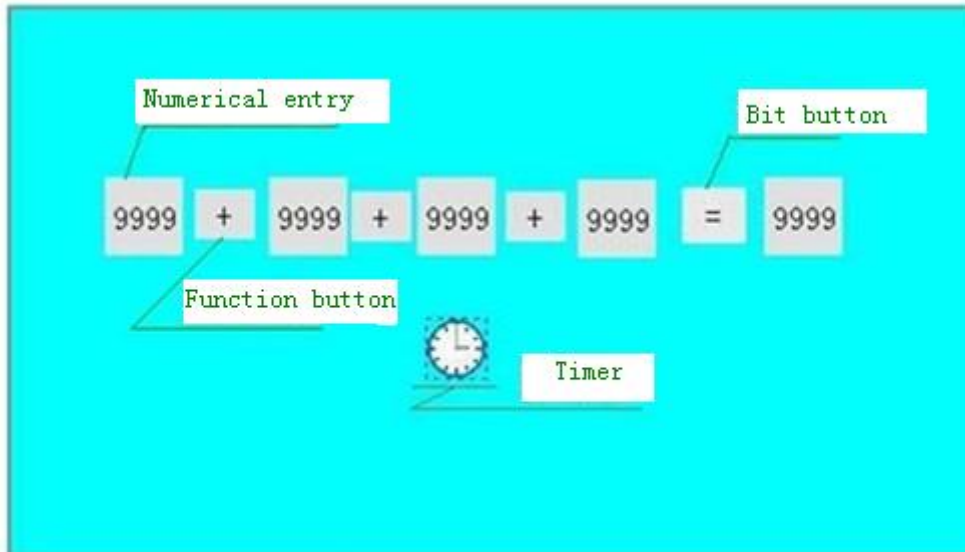 Numerical entry
Bit button
9999 + 9999 + 9999 + 9999 = 9999
Function button
Timer